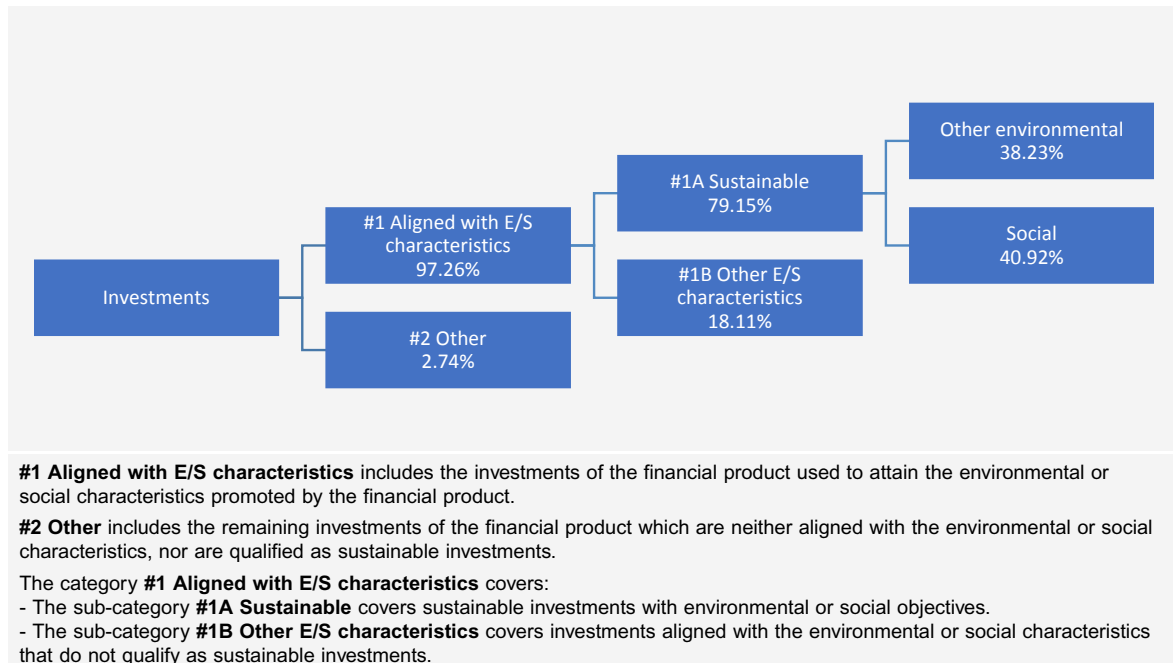 Investments
#1 Aligned with E/S
characteristics
97.26%
#2 Other
2.74%
#1A Sustainable
79.15%
#1B Other E/S
characteristics
18.11%
Other environmental
38.23%
Social
40.92%
#1 Aligned with E/S characteristics includes the investments of the financial product used to attain the environmental or
social characteristics promoted by the financial product.
#2 Other includes the remaining investments of the financial product which are neither aligned with the environmental or social
characteristics, nor are qualified as sustainable investments.
The category #1 Aligned with E/S characteristics covers:
- The sub-category #1A Sustainable covers sustainable investments with environmental or social objectives.
- The sub-category #1B Other E/S characteristics covers investments aligned with the environmental or social characteristics
that do not qualify as sustainable investments.